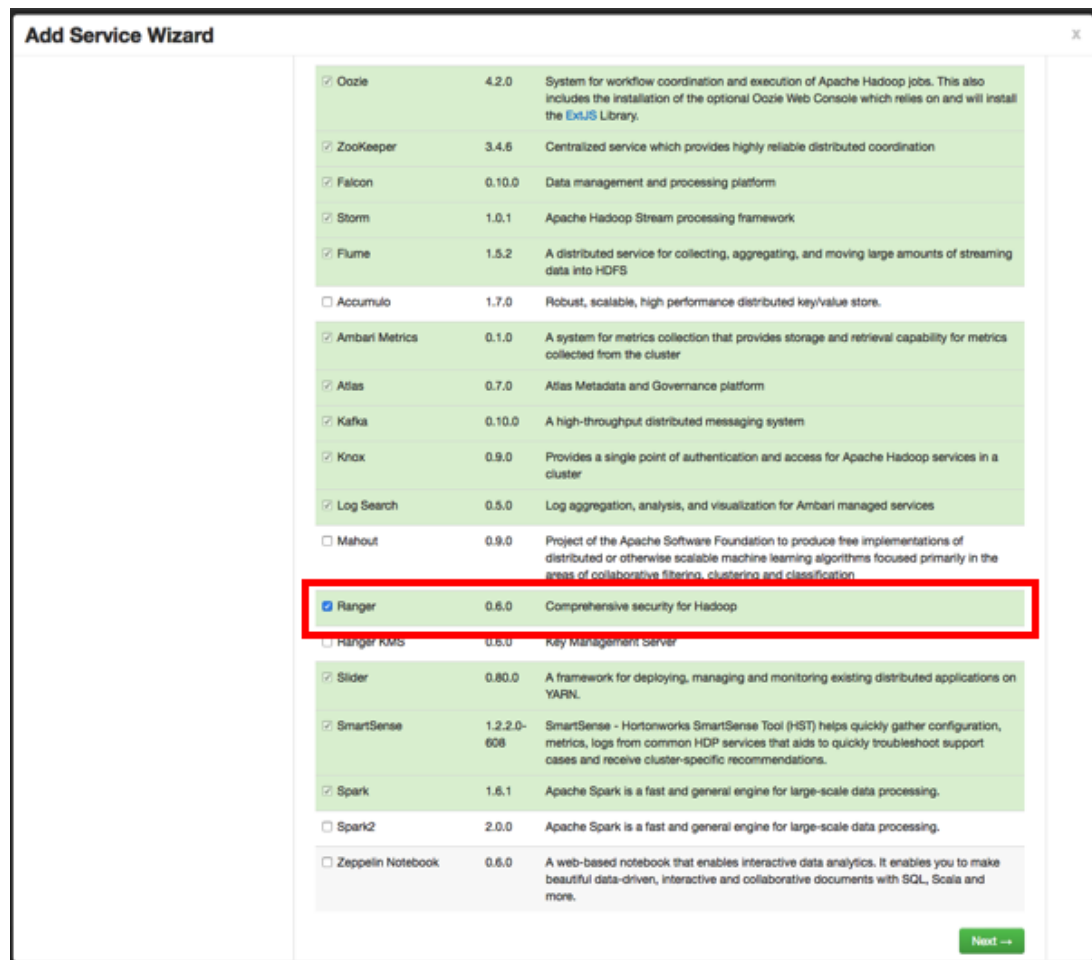 Add Service Wizard
x
Oozie 4.2.0 System for workflow coordination and execution of Apache Hadoop jobs. This also
includes the installation of the optional Oozie Web Console which relies on and will install
the ExtJS Library.
ZooKeeper 3.4.6 Centralized service which provides highly reliable distributed coordination
Falcon 0.10.0 Data management and processing platform
Storm 1.0.1 Apache Hadoop Stream processing framework
Flume 1.5.2 A distributed service for collecting, aggregating, and moving large amounts of streaming
data into HDFS
Accumulo 1.7.0 Robust, scalable, high performance distributed key/value store.
Ambari Metrics 0.1.0 A system for metrics collection that provides storage and retrieval capability for metrics
collected from the cluster
Atlas 0.7.0 Atlas Metadata and Governance platform
Kafka 0.10.0 A high-throughput distributed messaging system
Knox 0.9.0 Provides a single point of authentication and access for Apache Hadoop services in a
cluster
Log Search 0.5.0 Log aggregation, analysis, and visualization for Ambari managed services
Mahout 0.9.0 Project of the Apache Software Foundation to produce free implementations of
distributed or otherwise scalable machine learning algorithms focused primarily in the
areas of collaborative filtering, clustering and classification
Ranger 0.6.0 Comprehensive security for Hadoop
Ranger KMS 0.6.0 Key Management Server
Slider 0.80.0 A framework for deploying, managing and monitoring existing distributed applications on
YARN.
SmartSense 1.2.2.0- SmartSense - Hortonworks SmartSense Tool (HST) helps quickly gather configuration,
608 metrics, logs from common HDP services that aids to quickly troubleshoot support
cases and receive cluster-specific recommendations.
Spark 1.6.1 Apache Spark is a fast and general engine for large-scale data processing.
Spark2 2.0.0 Apache Spark is a fast and general engine for large-scale data processing.
Zeppelin Notebook 0.6.0 A web-based notebook that enables interactive data analytics. It enables you to make
beautiful data-driven, interactive and collaborative documents with SQL, Scala and
more.
Next →